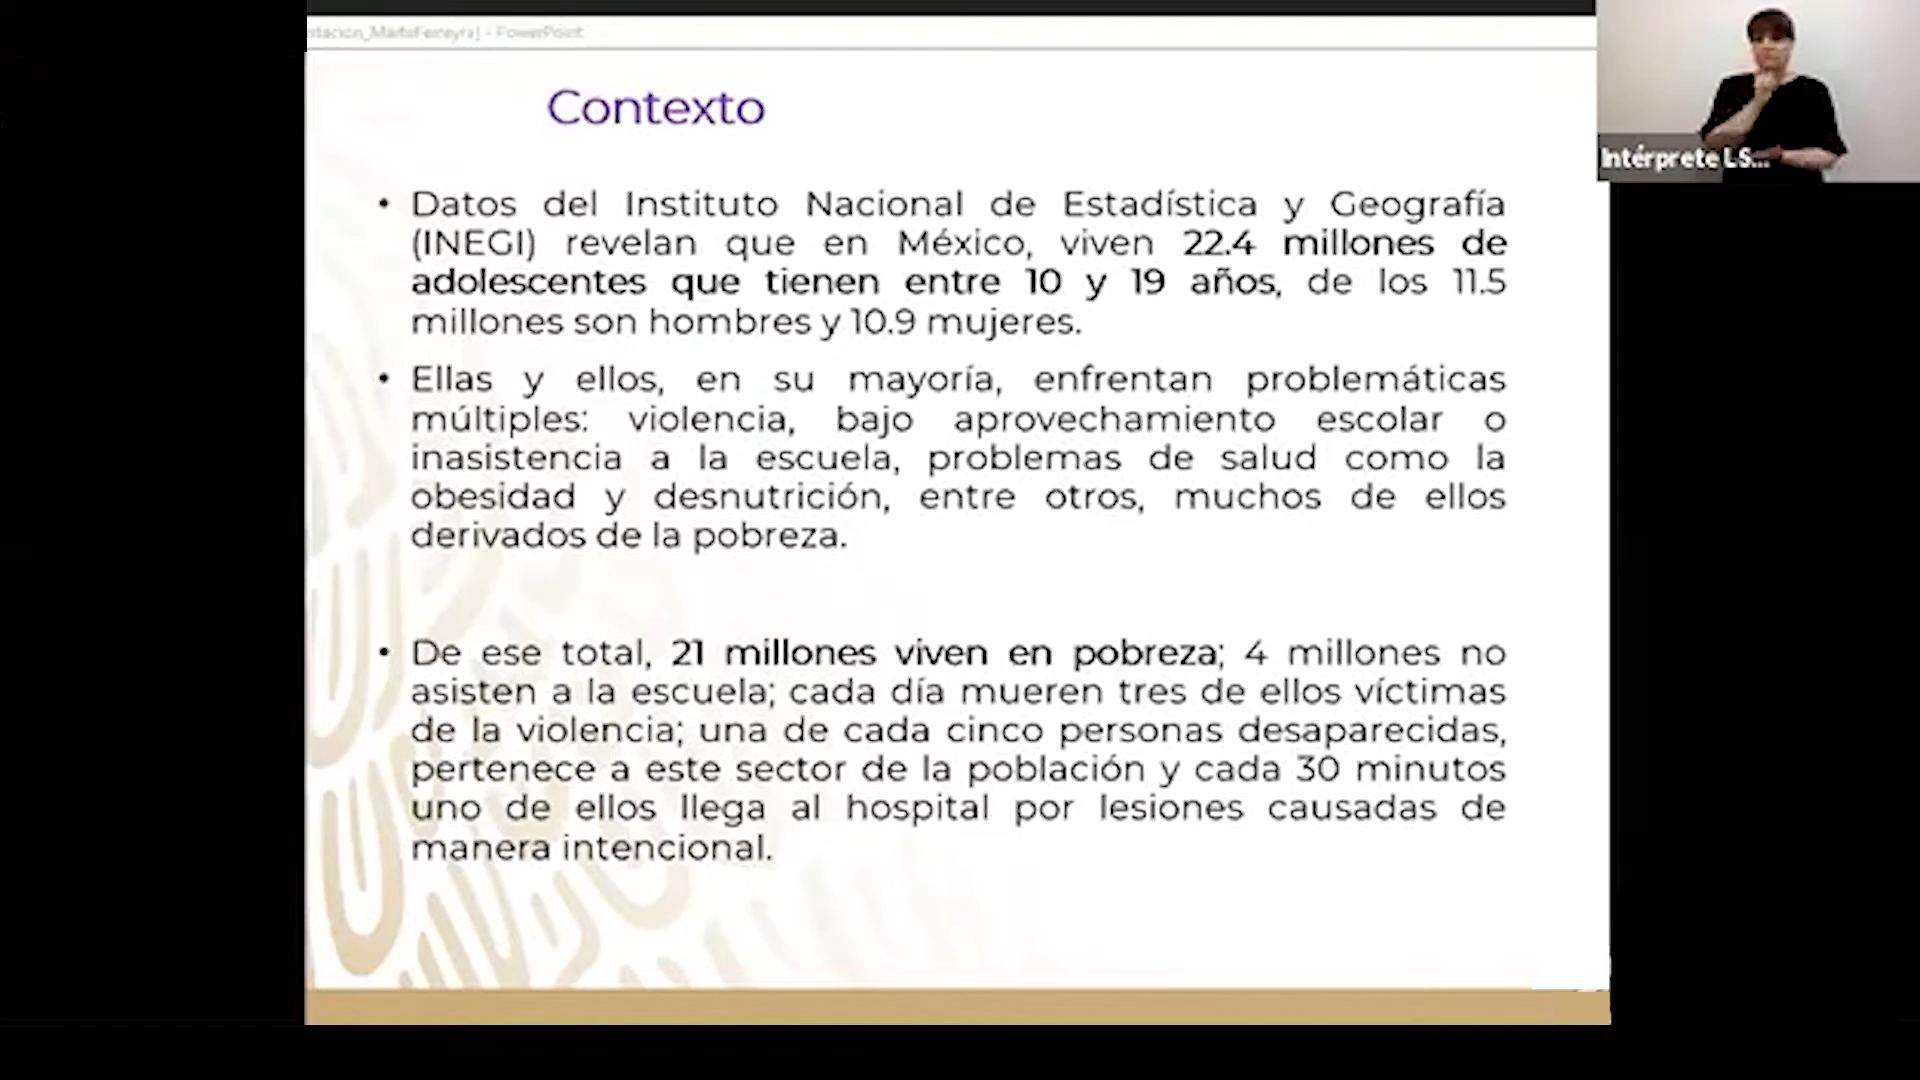 ntación_MartaFerreyra] - PowerPoint
Intérprete LS...
Contexto
• Datos del Instituto Nacional de Estadística y Geografía
(INEGI) revelan que en México, viven 22.4 millones de
adolescentes que tienen entre 10 y 19 años, de los 11.5
millones son hombres y 10.9 mujeres.
• Ellas y ellos, en su mayoría, enfrentan problemáticas
múltiples: violencia, bajo aprovechamiento escolar o
inasistencia a la escuela, problemas de salud como la
obesidad y desnutrición, entre otros, muchos de ellos
derivados de la pobreza.
• De ese total, 21 millones viven en pobreza; 4 millones no
asisten a la escuela; cada día mueren tres de ellos víctimas
de la violencia; una de cada cinco personas desaparecidas,
pertenece a este sector de la población y cada 30 minutos
uno de ellos llega al hospital por lesiones causadas de
manera intencional.